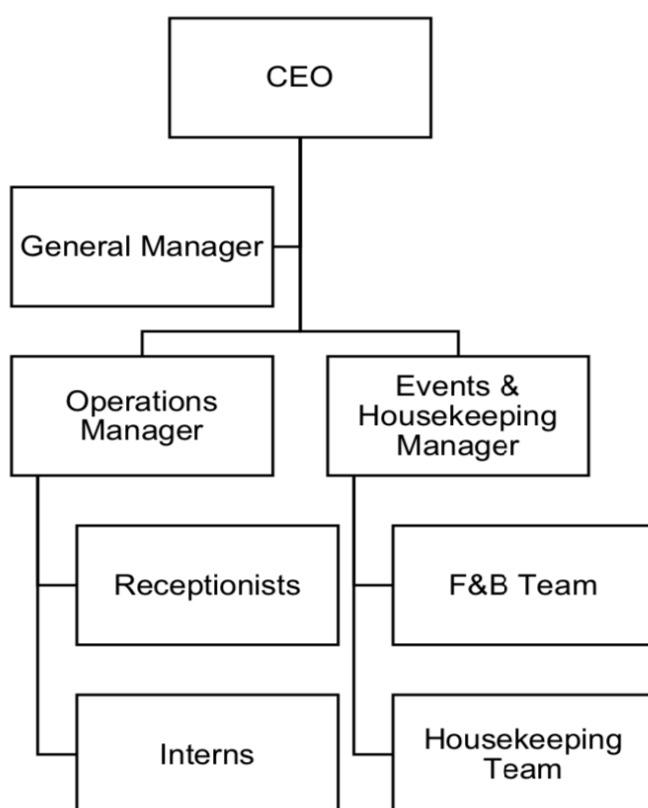 CEO
General Manager
Operations
Manager
Events &
Housekeeping
Manager
Receptionists
F&B Team
Interns
Housekeeping
Team